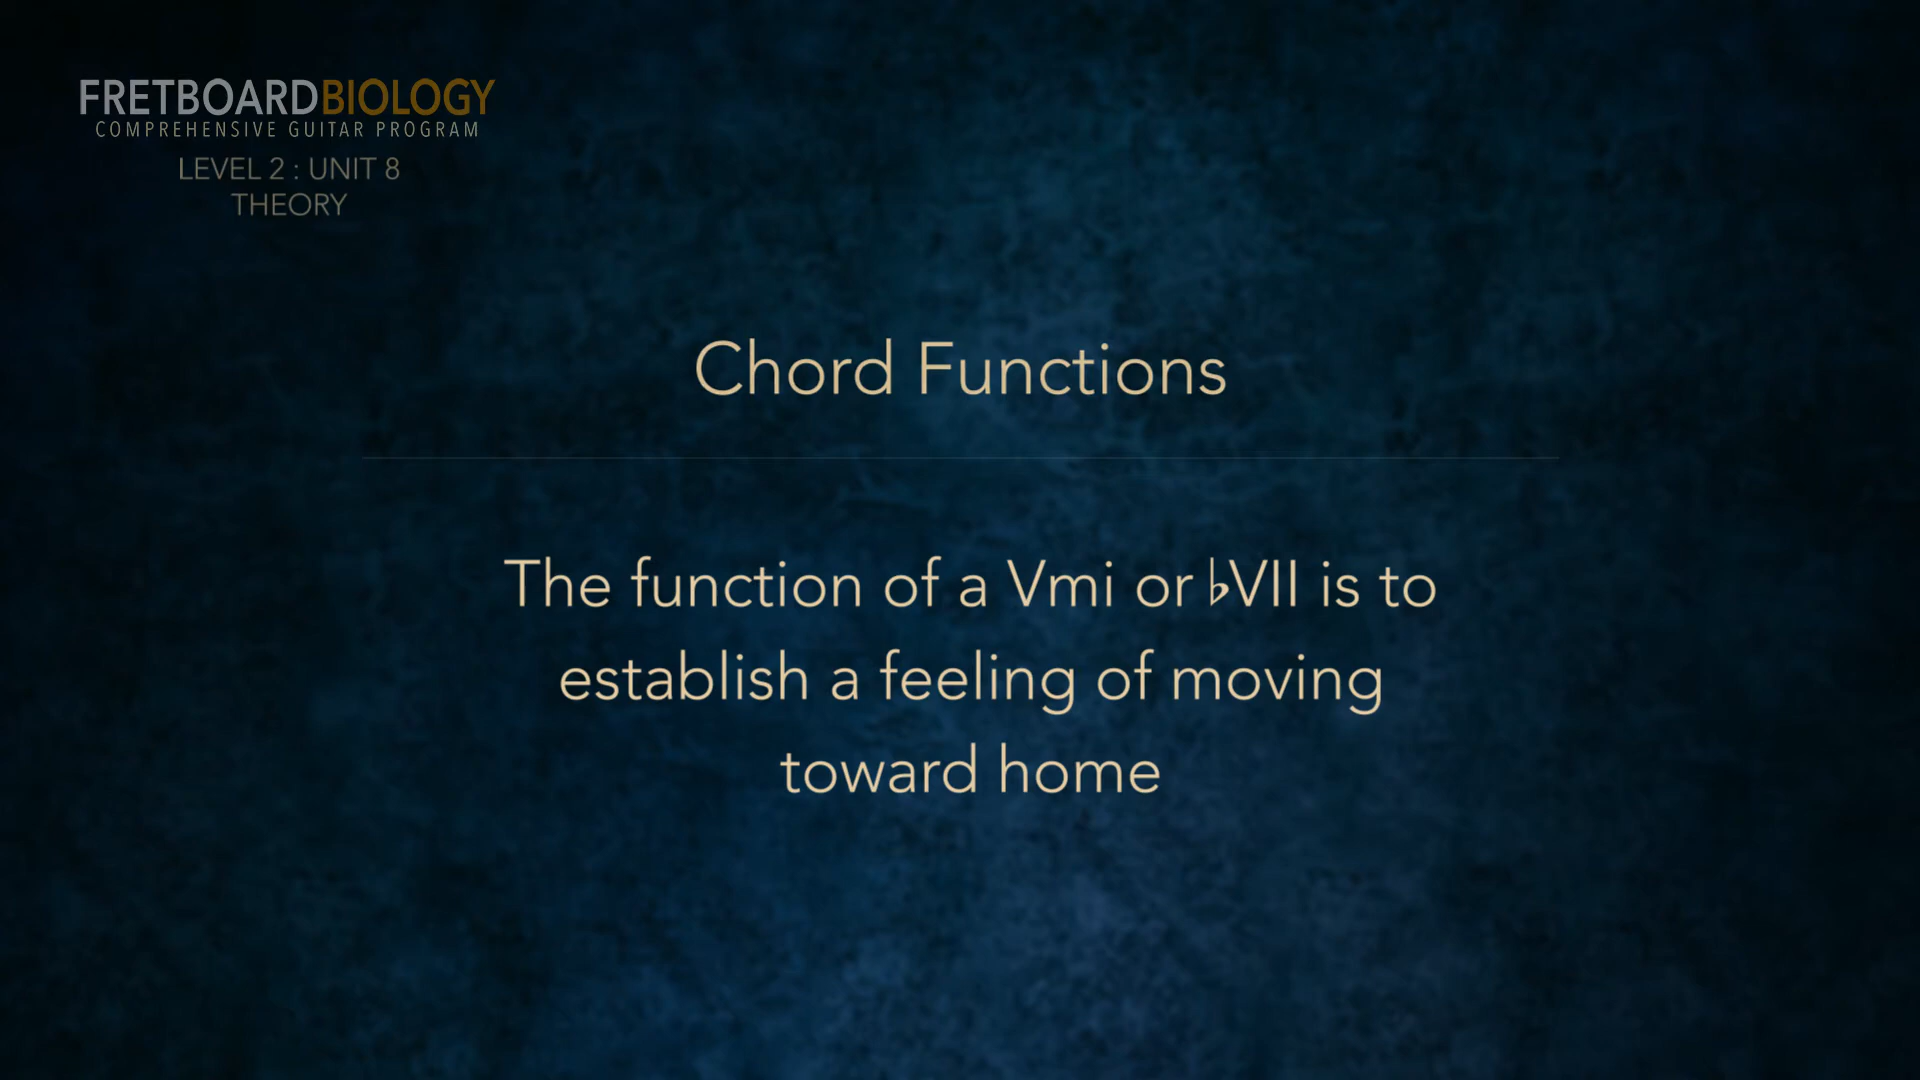 FRETBOARDBIOLOGY
COMPREHENSIVE GUITAR PROGRAM
LEVEL 2 : UNIT 8
THEORY
Chord Functions
The function of a Vmi or ♭VII is to
establish a feeling of moving
toward home